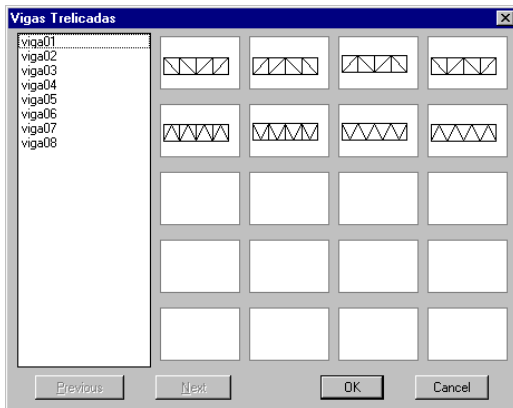 Vigas Trelicadas
viga01
viga02
viga03
viga04
viga05
viga06
viga07
viga08
Previous
Next
OK
Cancel